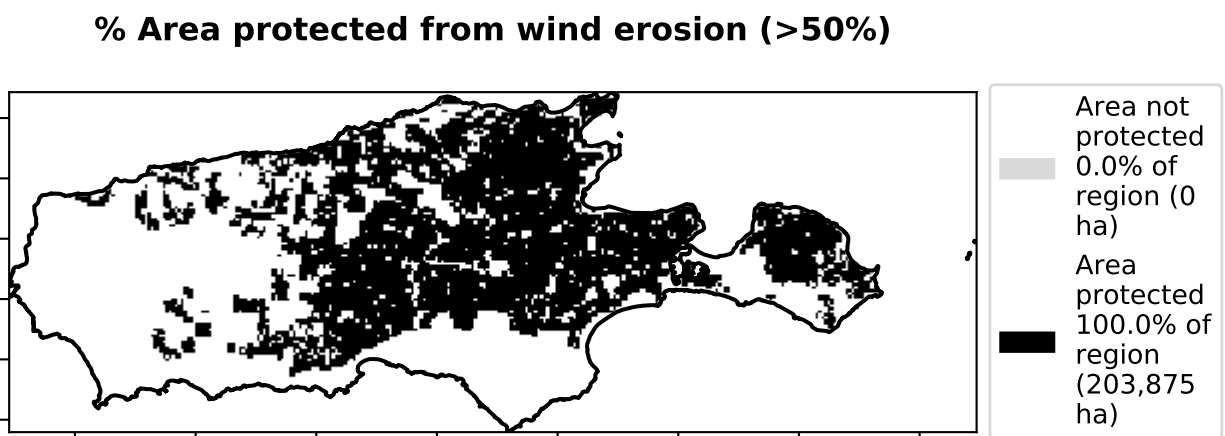 % Area protected from wind erosion (>50%)
Area not
protected
0.0% of
region (0
ha)
Area
protected
100.0% of
region
(203,875
ha)